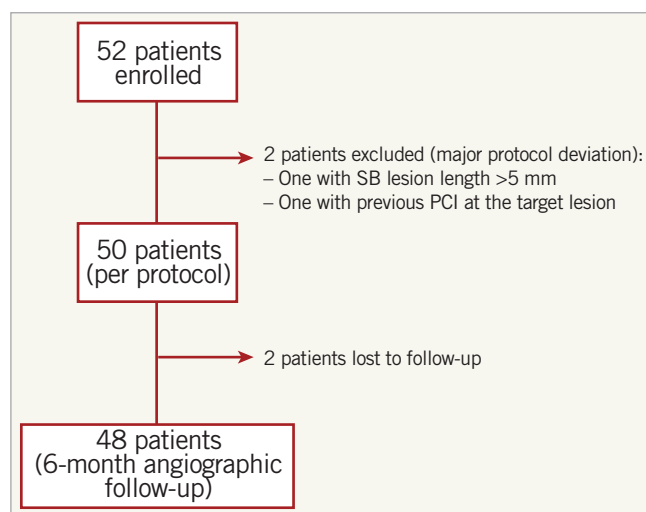 52 patients
enrolled
2 patients excluded (major protocol deviation):
– One with SB lesion length >5 mm
– One with previous PCI at the target lesion
50 patients
(per protocol)
2 patients lost to follow-up
48 patients
(6-month angiographic
follow-up)